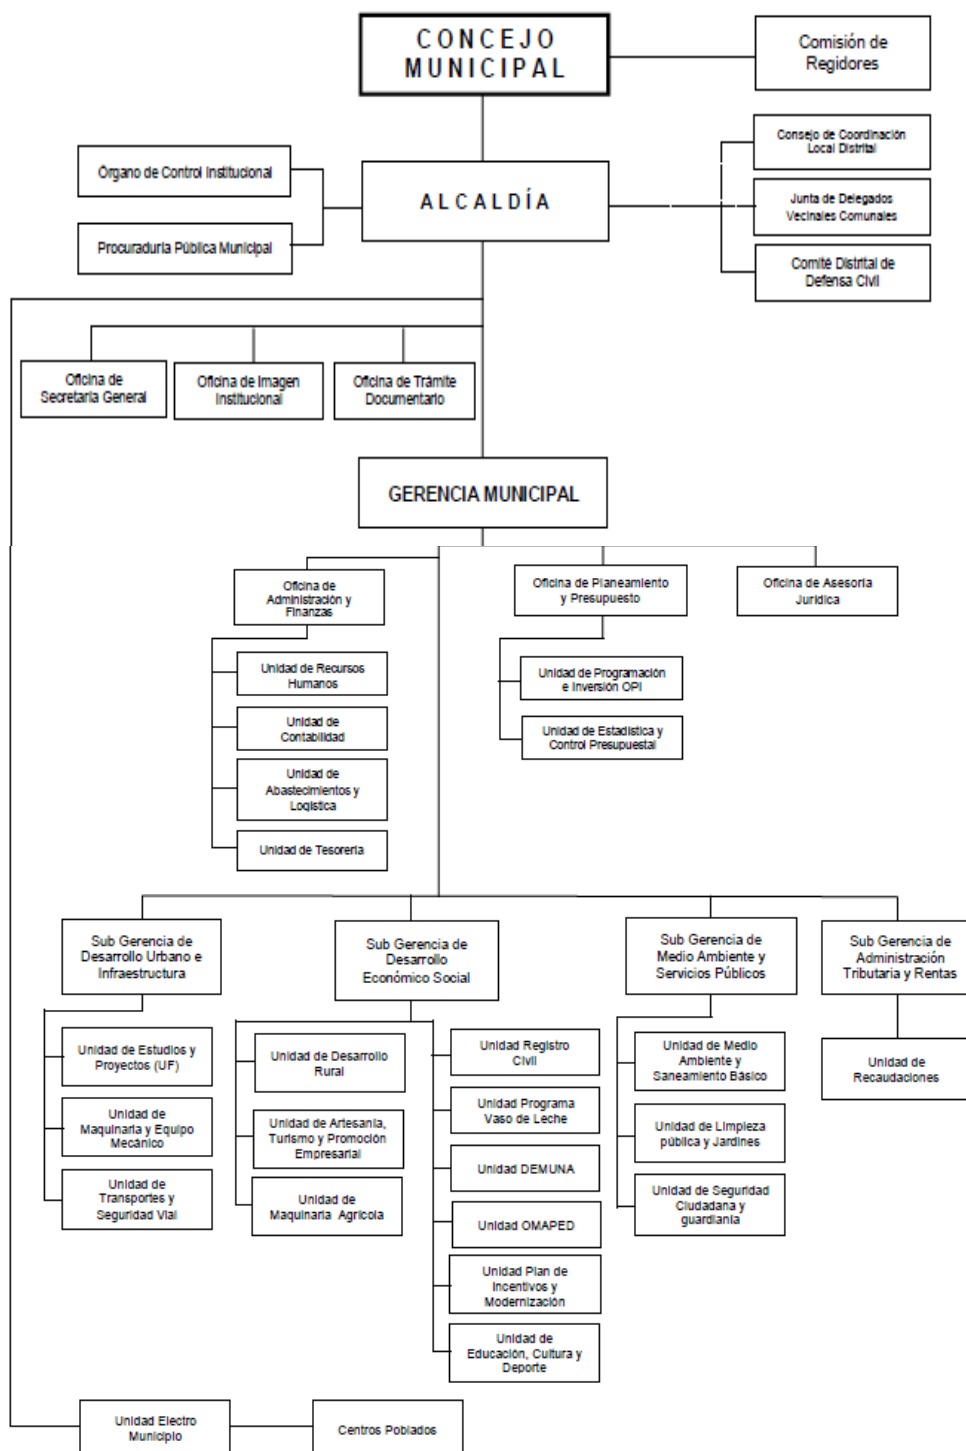 CONCEJO
MUNICIPAL
Comisión de
Regidores
Consejo de Coordinación
Local Distrital
Órgano de Control Institucional
ALCALDÍA
Junta de Delegados
Vecinales Comunales
Procuraduría Pública Municipal
Comité Distrital de
Defensa Civil
Oficina de
Secretaria General
Oficina de Imagen
Institucional
Oficina de Trámite
Documentario
GERENCIA MUNICIPAL
Oficina de
Administración y
Finanzas
Oficina de Planeamiento
y Presupuesto
Oficina de Asesoría
Jurídica
Unidad de Recursos
Humanos
Unidad de
Contabilidad
Unidad de
Abastecimientos y
Logística
Unidad de Tesorería
Unidad de Programación
e Inversión OPI
Unidad de Estadística y
Control Presupuestal
Sub Gerencia de
Desarrollo Urbano e
Infraestructura
Sub Gerencia de
Desarrollo
Económico Social
Sub Gerencia de
Medio Ambiente y
Servicios Públicos
Sub Gerencia de
Administración
Tributaria y Rentas
Unidad de Estudios y
Proyectos (UF)
Unidad de
Maquinaria y Equipo
Mecánico
Unidad de
Transportes y
Seguridad Vial
Unidad de Desarrollo
Rural
Unidad de Artesanía,
Turismo y Promoción
Empresarial
Unidad de
Maquinaria Agrícola
Unidad Registro
Civil
Unidad Programa
Vaso de Leche
Unidad DEMUNA
Unidad OMAPED
Unidad Plan de
Incentivos y
Modernización
Unidad de
Educación, Cultura y
Deporte
Unidad de Medio
Ambiente y
Saneamiento Básico
Unidad de Limpieza
pública y Jardines
Unidad de Seguridad
Ciudadana y
guardianía
Unidad de
Recaudaciones
Unidad Electro
Municipio
Centros Poblados